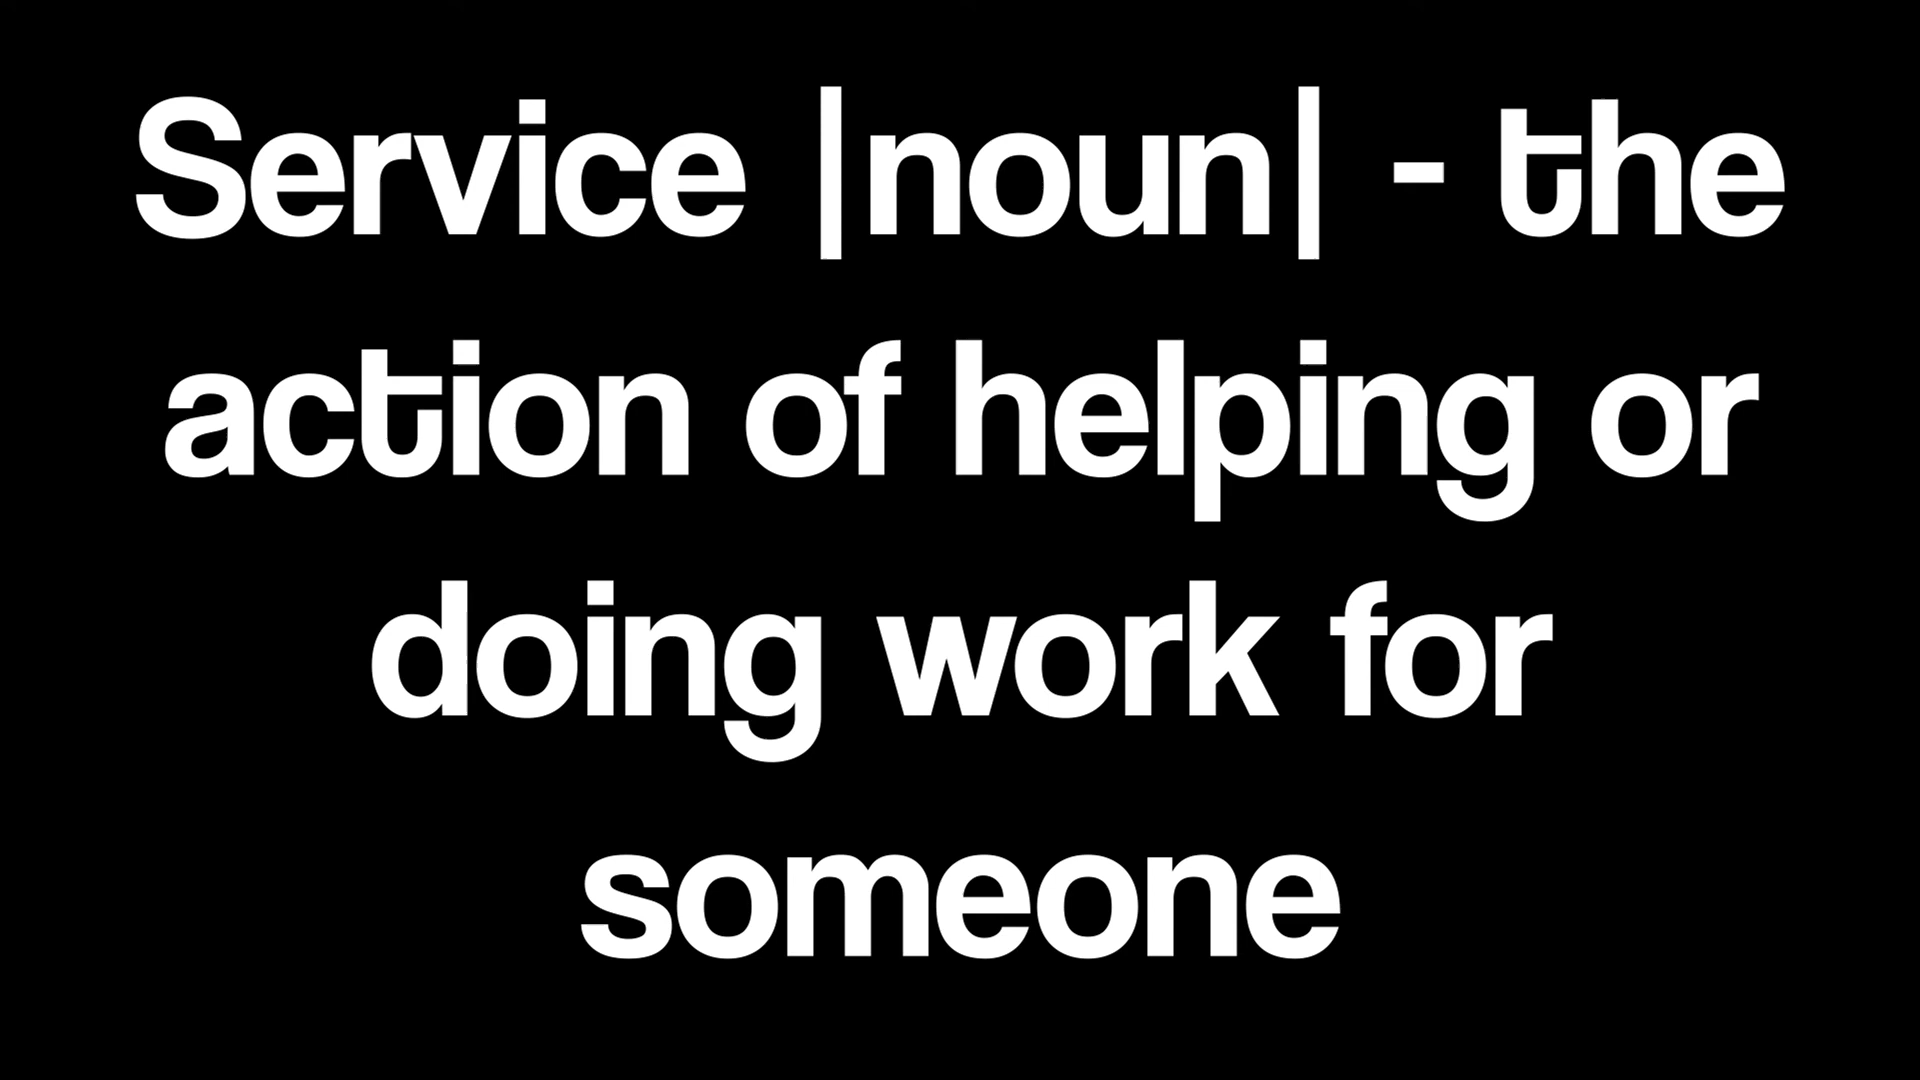 Service |noun| - the
action of helping or
doing work for
someone